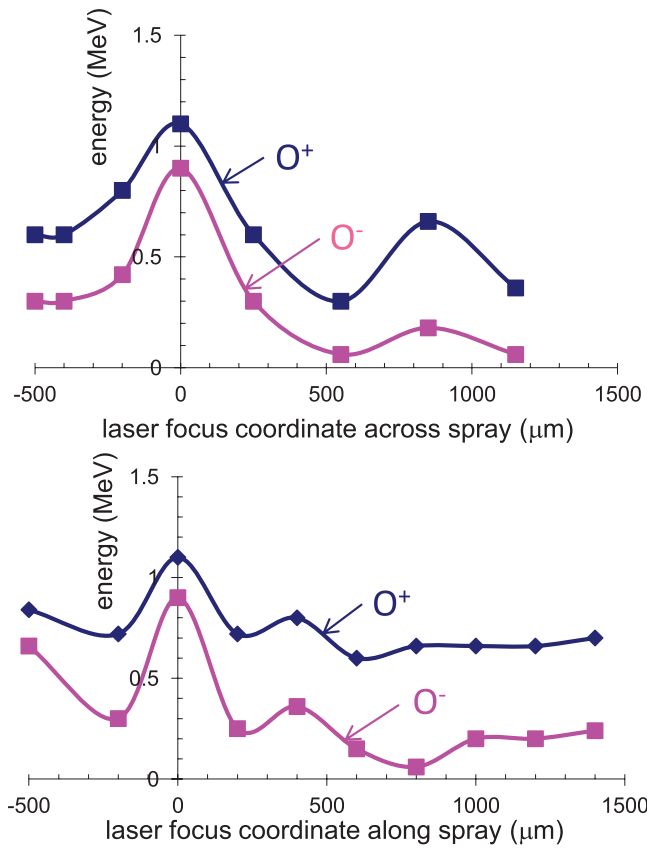 1.5
energy (MeV)
1
O⁺
O⁻
0.5
0
-500 0 500 1000 1500
laser focus coordinate across spray (μm)
1.5
energy (MeV)
1
O⁺
0.5
O⁻
0
-500 0 500 1000 1500
laser focus coordinate along spray (μm)